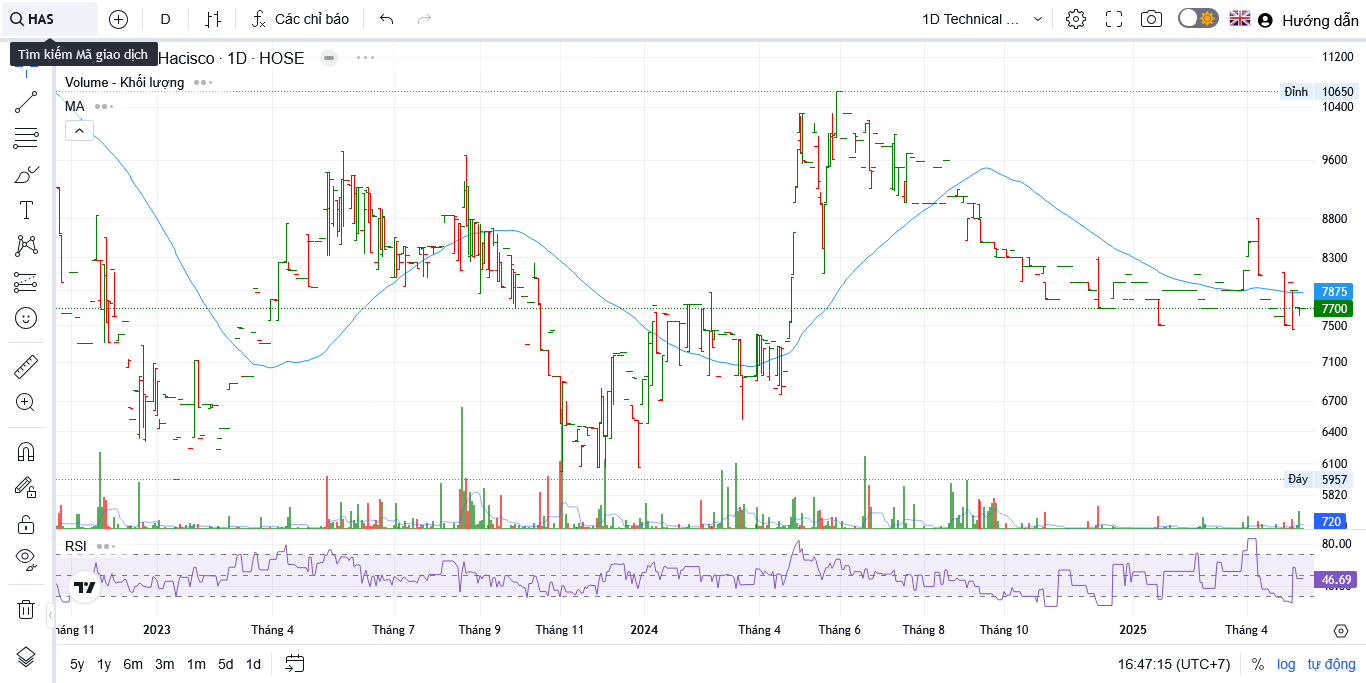 HAS
D
Các chỉ báo
1D Technical ...
Hướng dẫn
Tìm kiếm Mã giao dịch
Hacisco · 1D · HOSE
Volume - Khối lượng
MA
11200
Đỉnh 10650
10400
9600
8800
8300
7875
7700
7500
7100
6700
6400
6100
Đáy 5957
5820
720
RSI
80.00
46.69
háng 11 2023 Tháng 4 Tháng 7 Tháng 9 Tháng 11 2024 Tháng 4 Tháng 6 Tháng 8 Tháng 10 2025 Tháng 4
5y 1y 6m 3m 1m 5d 1d
16:47:15 (UTC+7) % log tự động